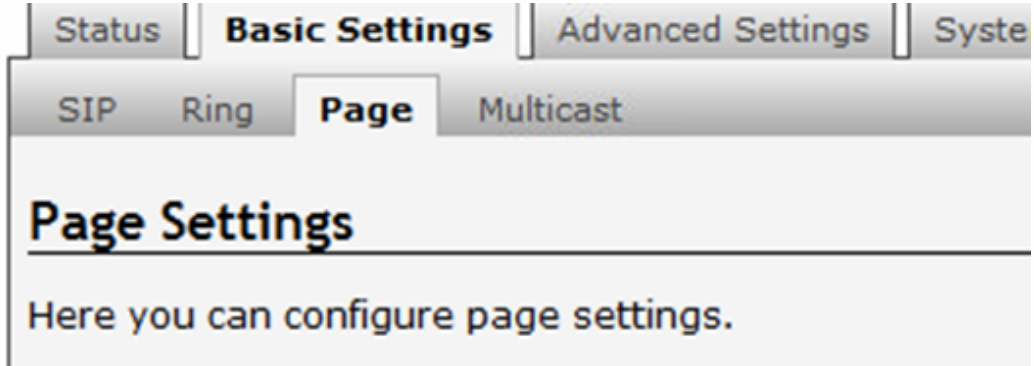 Status Basic Settings Advanced Settings
SIP Ring Page Multicast
Page Settings
Here you can configure page settings.